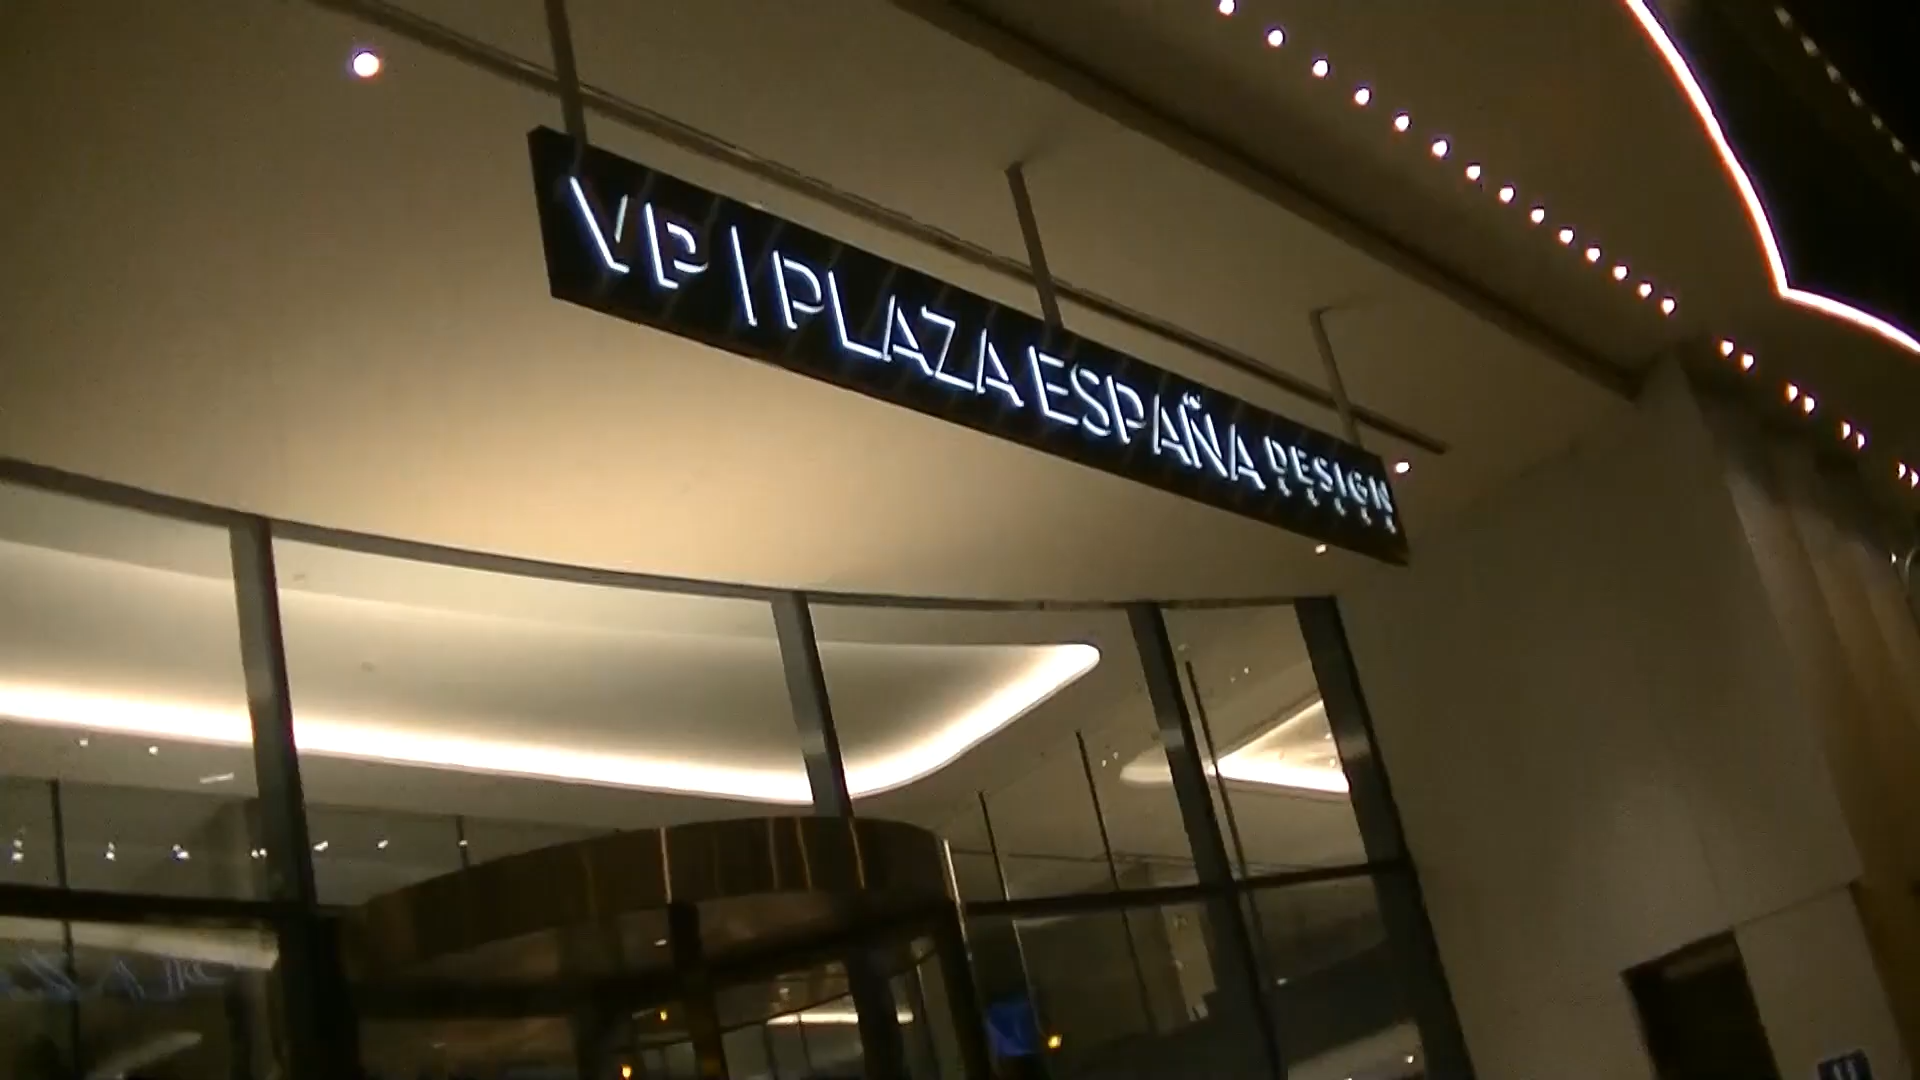 VP | PLAZA ESPAÑA DESIGN
★★★★★